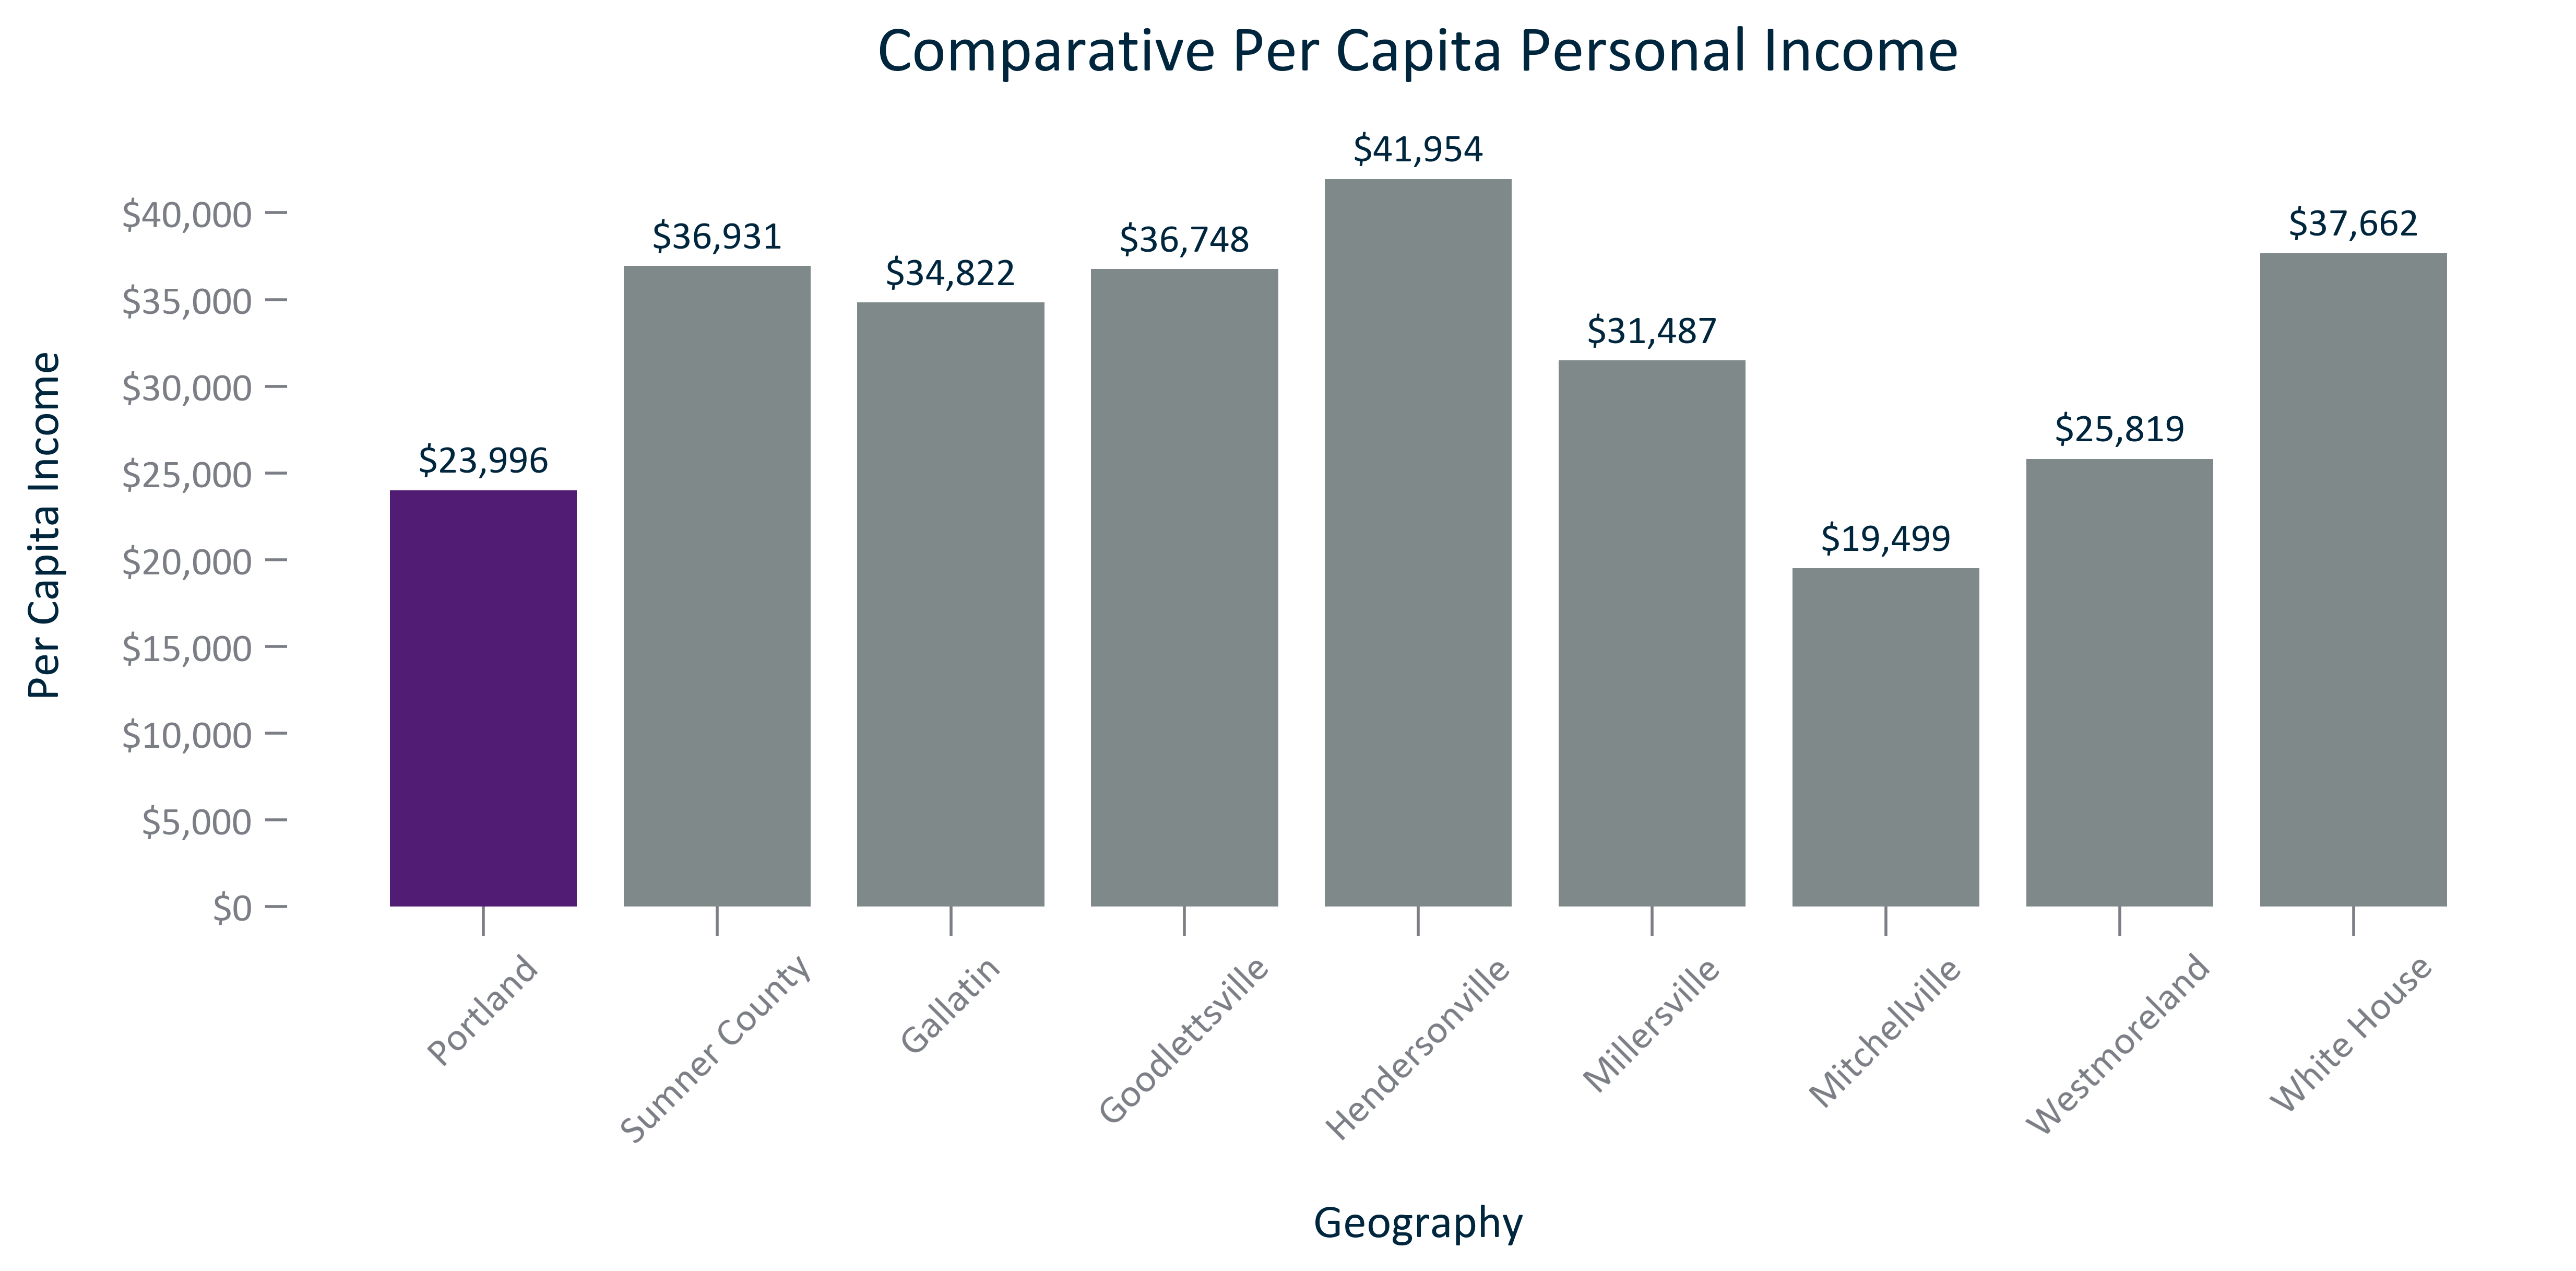 Comparative Per Capita Personal Income
Per Capita Income
$40,000
$35,000
$30,000
$25,000
$20,000
$15,000
$10,000
$5,000
$0
$23,996
$36,931
$34,822
$36,748
$41,954
$31,487
$19,499
$25,819
$37,662
Portland
Sumner County
Gallatin
Goodlettsville
Hendersonville
Millersville
Mitchellville
Westmoreland
White House
Geography